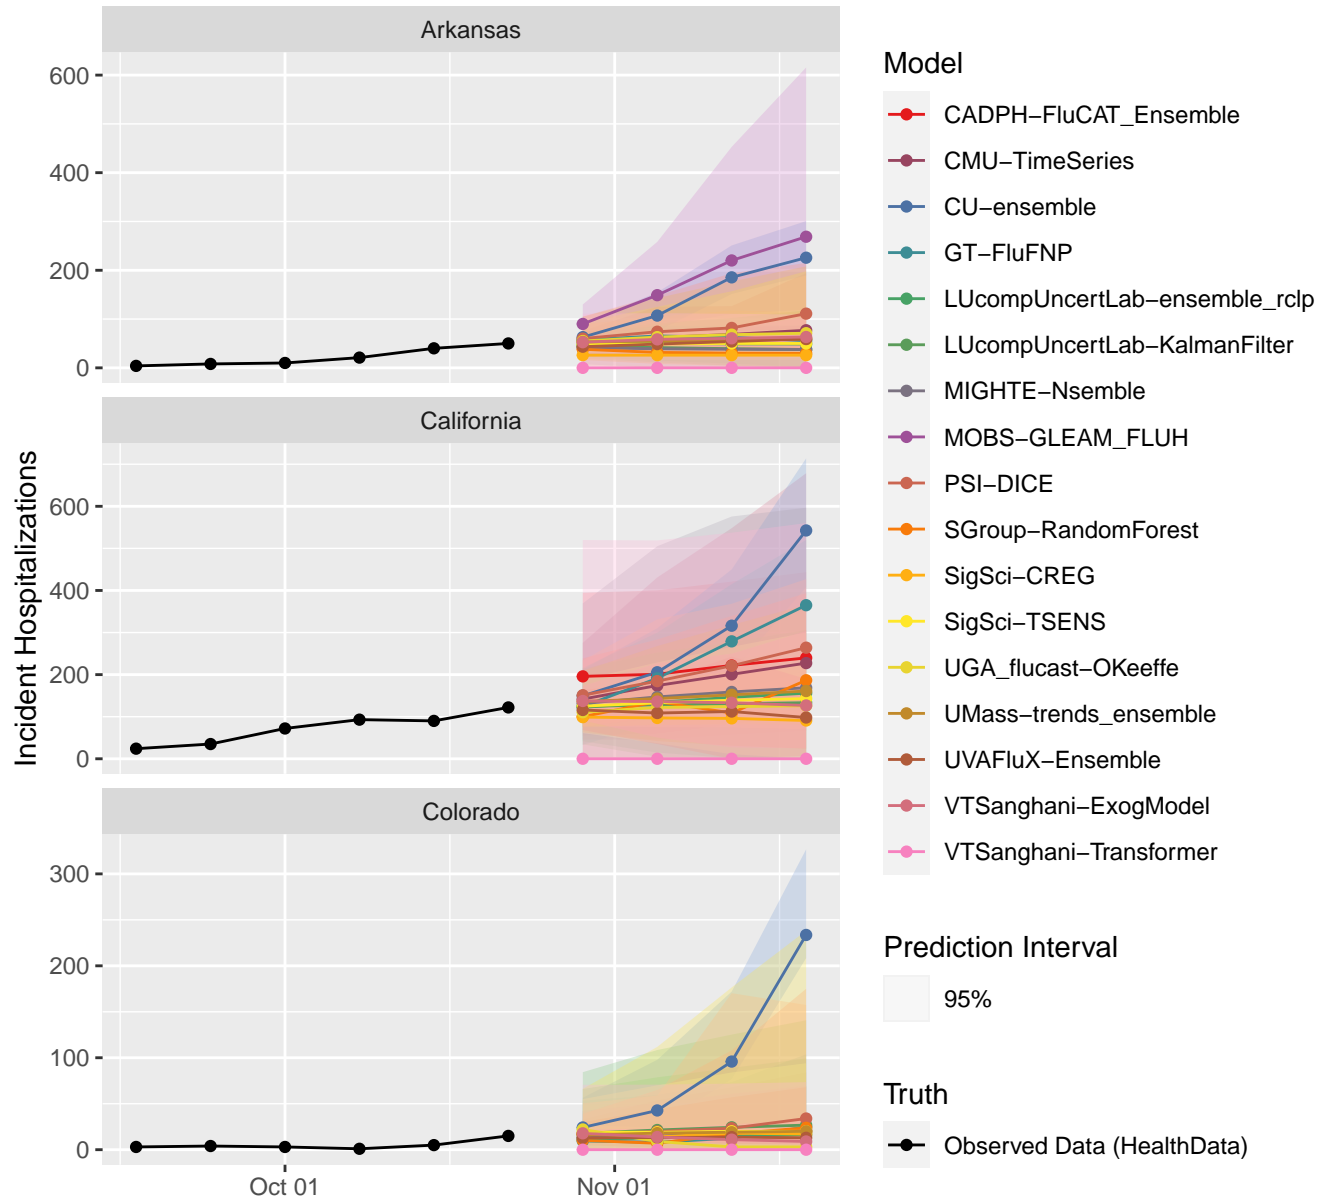 Arkansas
600
400
200
0
California
600
400
200
0
Colorado
300
200
100
0
Oct 01
Nov 01
Incident Hospitalizations
Model
CADPH−FluCAT_Ensemble
CMU−TimeSeries
CU−ensemble
GT−FluFNP
LUcompUncertLab−ensemble_rclp
LUcompUncertLab−KalmanFilter
MIGHTE−Nsemble
MOBS−GLEAM_FLUH
PSI−DICE
SGroup−RandomForest
SigSci−CREG
SigSci−TSENS
UGA_flucast−OKeeffe
UMass−trends_ensemble
UVAFluX−Ensemble
VTSanghani−ExogModel
VTSanghani−Transformer
Prediction Interval
95%
Truth
Observed Data (HealthData)